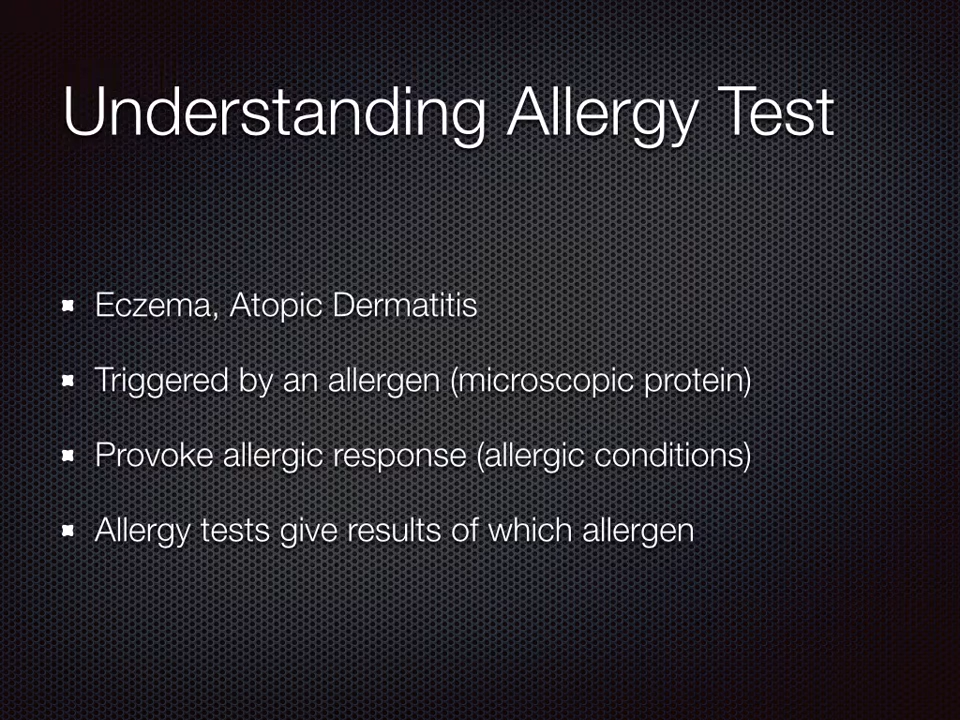 Understanding Allergy Test
Eczema, Atopic Dermatitis
Triggered by an allergen (microscopic protein)
Provoke allergic response (allergic conditions)
Allergy tests give results of which allergen